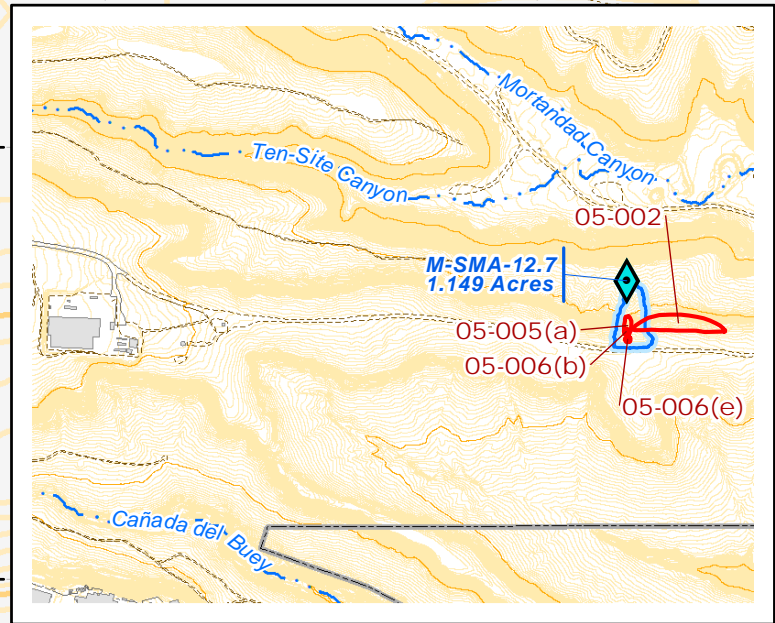 Mortandad Canyon
Ten-Site Canyon
05-002
M-SMA-12.7
1.149 Acres
05-005(a)
05-006(b)
05-006(e)
Cañada del Buey